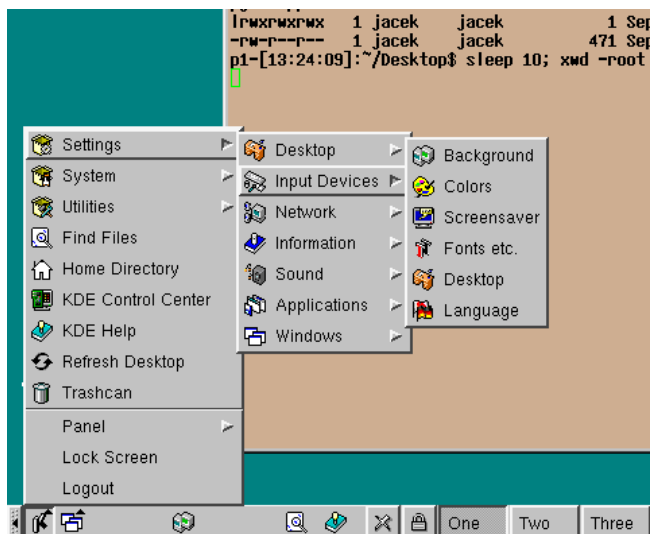 lrwxrwxrwx 1 jacek jacek 1 Sep
-rw-r--r-- 1 jacek jacek 471 Sep
p1-[13:24:09]:~/Desktop$ sleep 10; xwd -root
Settings
System
Utilities
Find Files
Home Directory
KDE Control Center
KDE Help
Refresh Desktop
Trashcan
Panel
Lock Screen
Logout
Desktop
Input Devices
Network
Information
Sound
Applications
Windows
Background
Colors
Screensaver
Fonts etc.
Desktop
Language
One Two Three